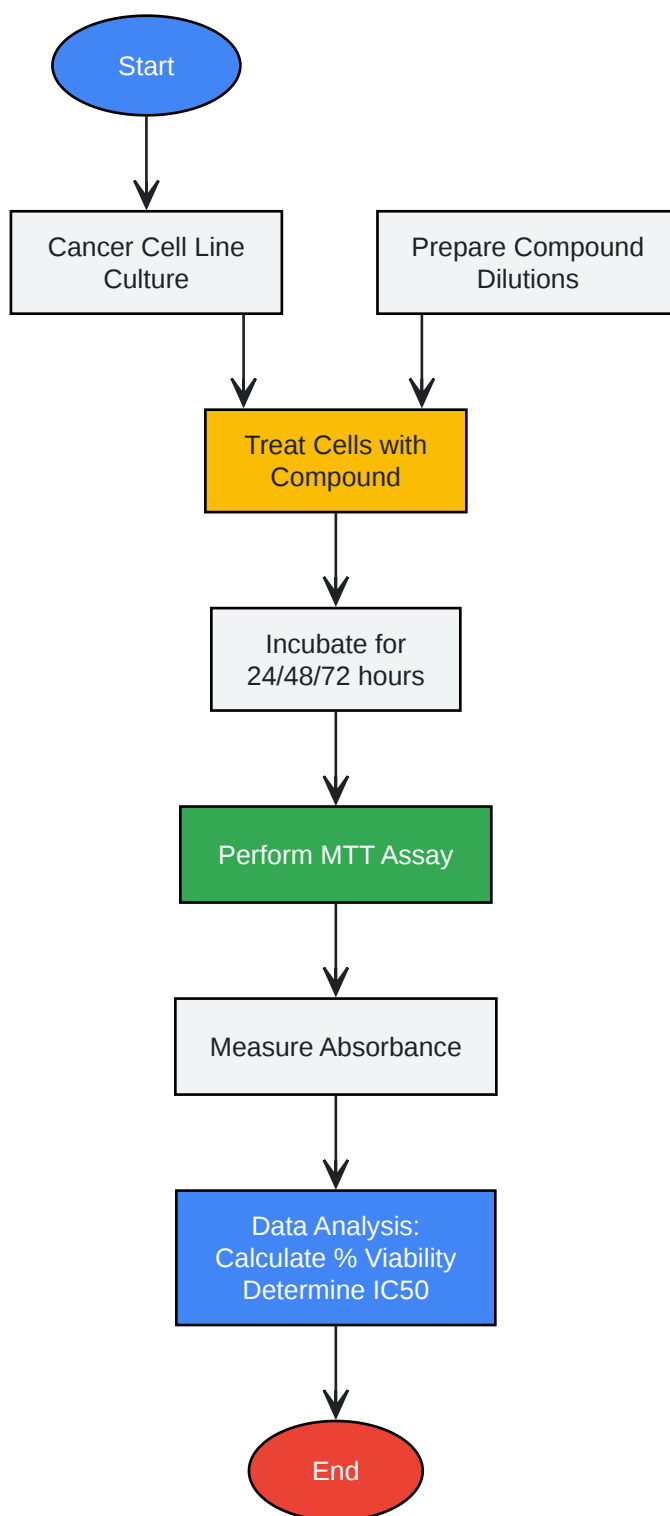 Start
Cancer Cell Line
Culture
Prepare Compound
Dilutions
Treat Cells with
Compound
Incubate for
24/48/72 hours
Perform MTT Assay
Measure Absorbance
Data Analysis:
Calculate % Viability
Determine IC50
End